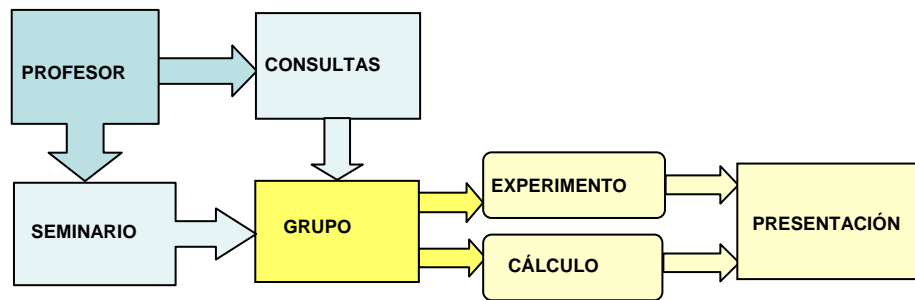 PROFESOR
CONSULTAS
SEMINARIO
GRUPO
EXPERIMENTO
CÁLCULO
PRESENTACIÓN